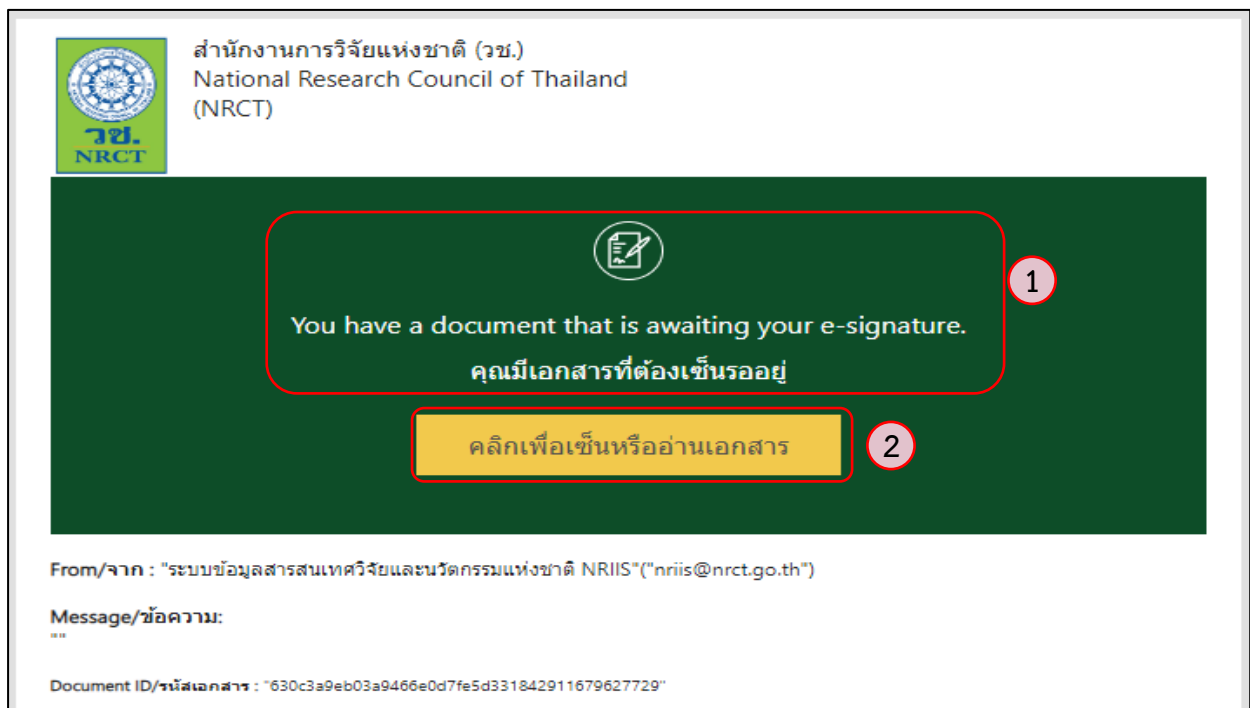 สำนักงานการวิจัยแห่งชาติ (วช.)
National Research Council of Thailand
(NRCT)
วช.
NRCT
1
You have a document that is awaiting your e-signature.
คุณมีเอกสารที่ต้องเซ็นรออยู่
คลิกเพื่อเซ็นหรืออ่านเอกสาร
2
From/จาก : "ระบบข้อมูลสารสนเทศวิจัยและนวัตกรรมแห่งชาติ NRIIS"("nriis@nrct.go.th")
Message/ข้อความ:
""
Document ID/รหัสเอกสาร : "630c3a9eb03a9466e0d7fe5d331842911679627729"